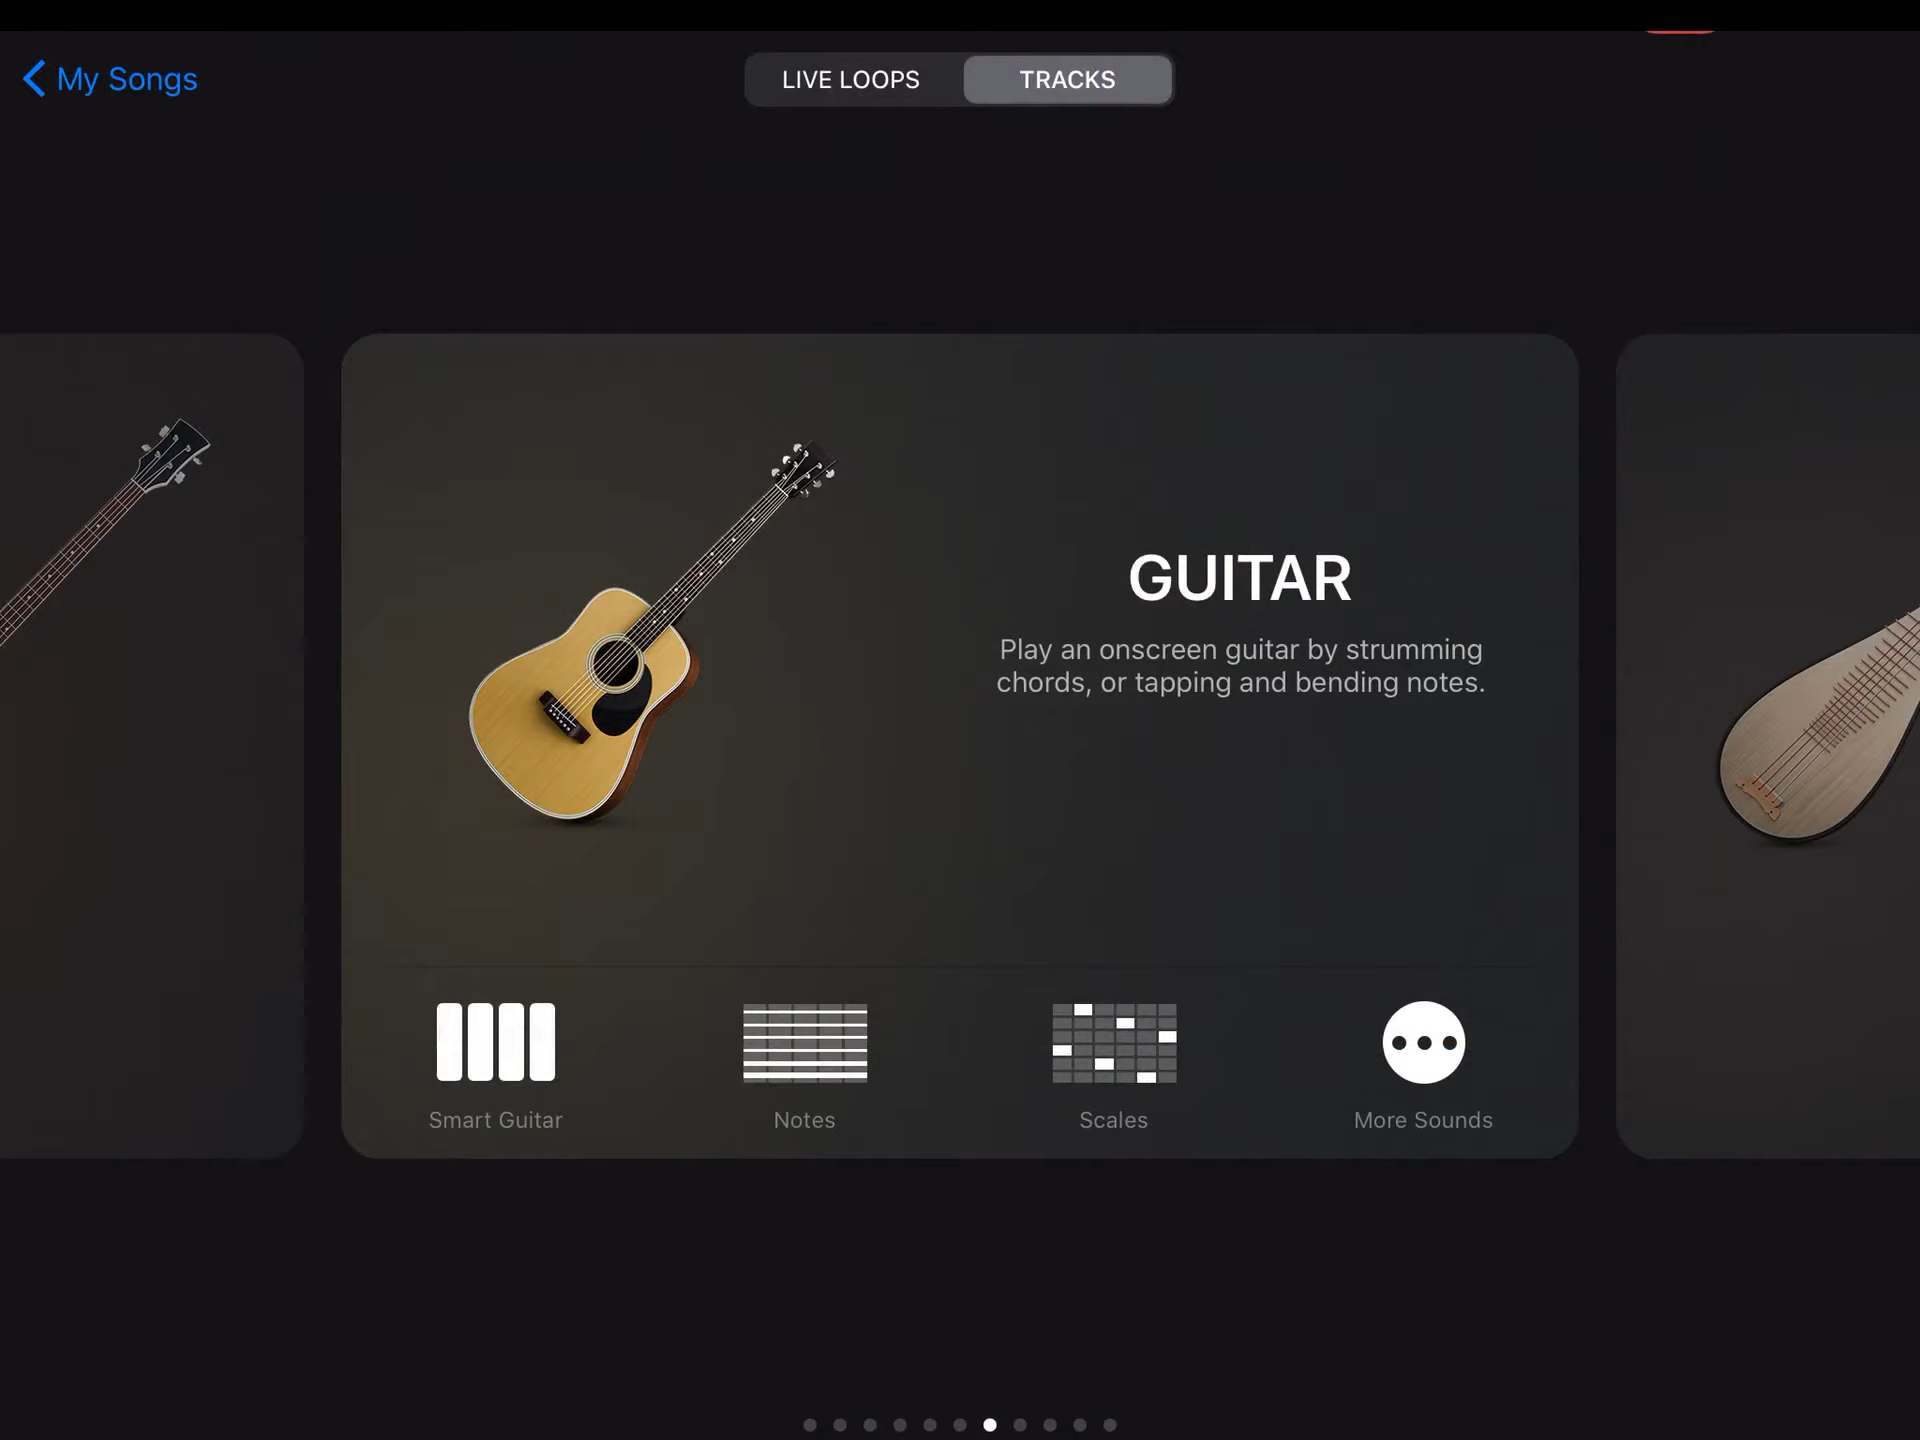 My Songs
LIVE LOOPS
TRACKS
GUITAR
Play an onscreen guitar by strumming
chords, or tapping and bending notes.
Smart Guitar
Notes
Scales
More Sounds